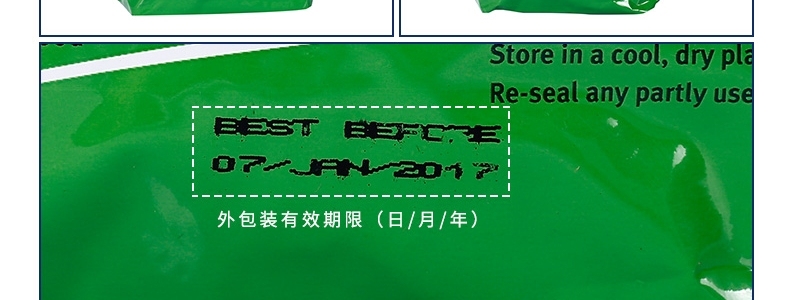 Store in a cool, dry pla
Re-seal any partly use
BEST BEFORE
07/JAN/2017
外包装有效期限（日/月/年）